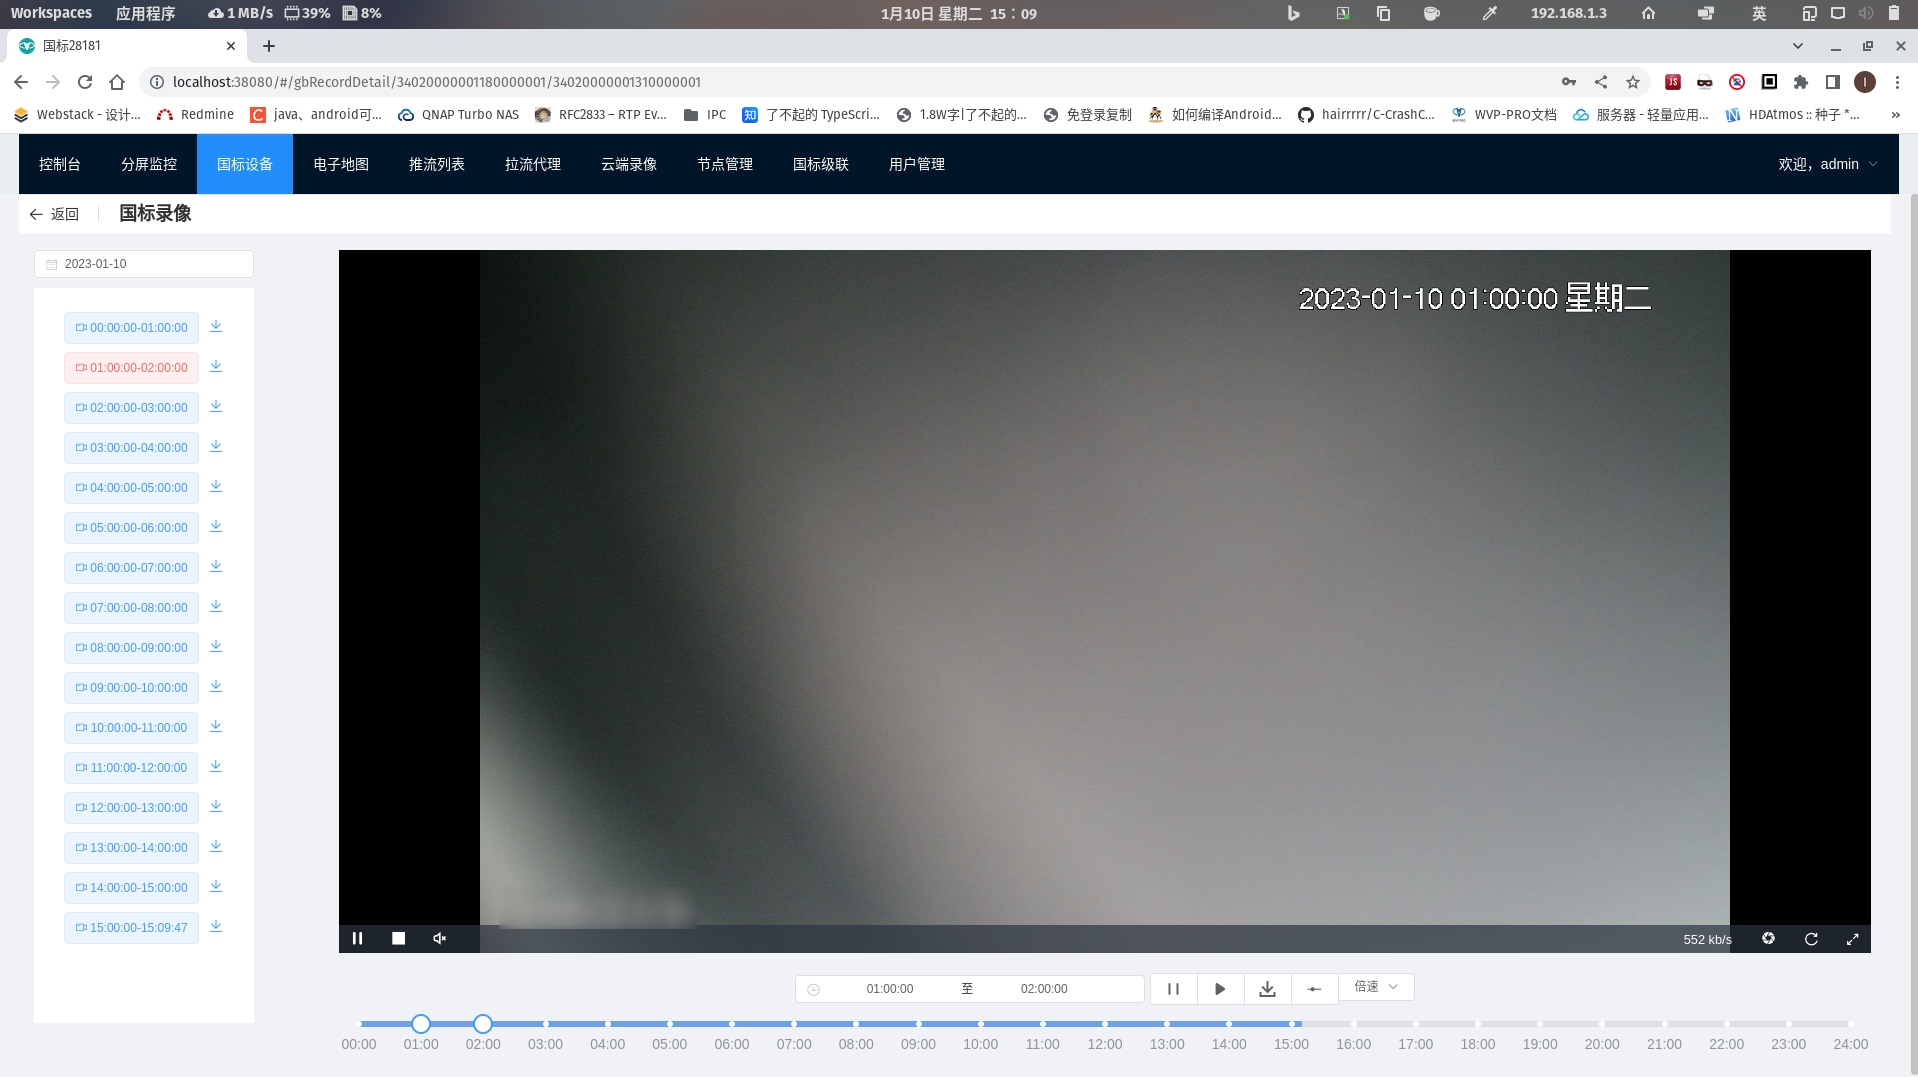 Workspaces 应用程序 1 MB/s 39% 8% 1月10日 星期二 15：09 192.168.1.3 英
国标28181
localhost:38080/#/gbRecordDetail/34020000001180000001/34020000001310000001
Webstack - 设计... Redmine java、android可... QNAP Turbo NAS RFC2833 – RTP Ev... IPC 了不起的 TypeScri... 1.8W字|了不起的... 免登录复制 如何编译Android... hairrrrr/C-CrashC... WVP-PRO文档 服务器 - 轻量应用... HDAtmos :: 种子 *... »
控制台 分屏监控 国标设备 电子地图 推流列表 拉流代理 云端录像 节点管理 国标级联 用户管理 欢迎，admin
返回 国标录像
2023-01-10
2023-01-10 01:00:00 星期二
00:00:00-01:00:00
01:00:00-02:00:00
02:00:00-03:00:00
03:00:00-04:00:00
04:00:00-05:00:00
05:00:00-06:00:00
06:00:00-07:00:00
07:00:00-08:00:00
08:00:00-09:00:00
09:00:00-10:00:00
10:00:00-11:00:00
11:00:00-12:00:00
12:00:00-13:00:00
13:00:00-14:00:00
14:00:00-15:00:00
15:00:00-15:09:47
552 kb/s
01:00:00 至 02:00:00 倍速
00:00 01:00 02:00 03:00 04:00 05:00 06:00 07:00 08:00 09:00 10:00 11:00 12:00 13:00 14:00 15:00 16:00 17:00 18:00 19:00 20:00 21:00 22:00 23:00 24:00